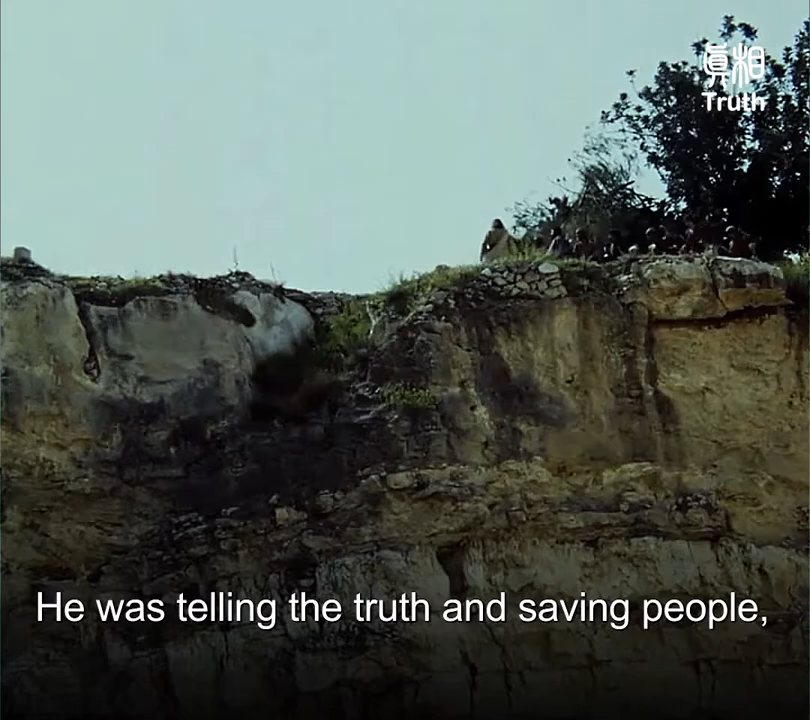 真相
Truth
He was telling the truth and saving people,